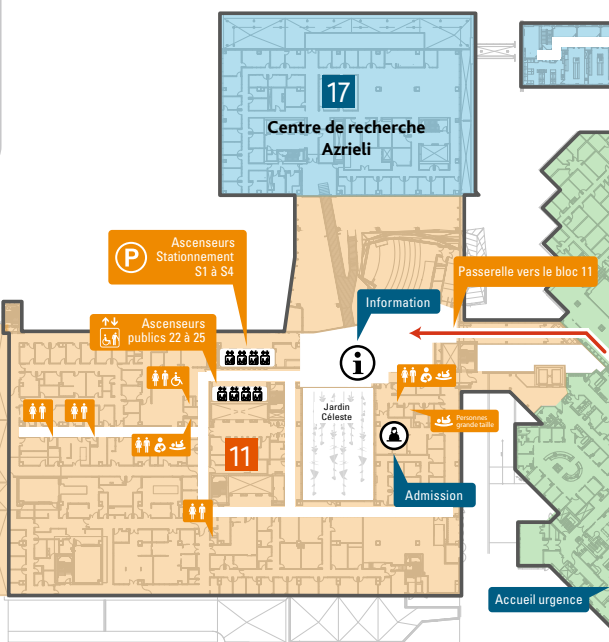 17
Centre de recherche
Azrieli
P
Ascenseurs
Stationnement
S1 à S4
Passerelle vers le bloc 11
Information
Ascenseurs
publics 22 à 25
i
Jardin
Céleste
Personnes
grande taille
11
Admission
Accueil urgence